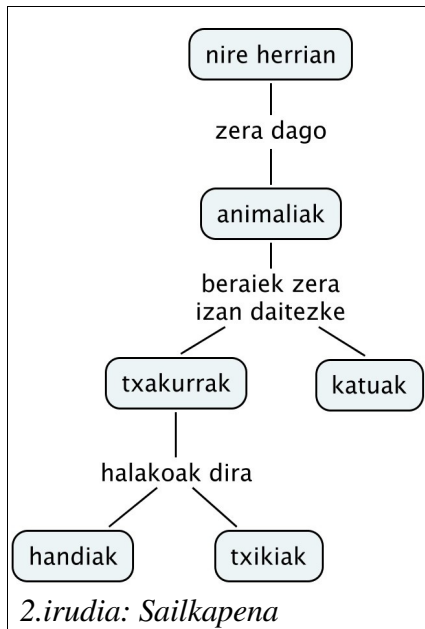 nire herrian
zera dago
animaliak
beraiek zera
izan daitezke
txakurrak
katuak
halakoak dira
handiak
txikiak
2.irudia: Sailkapena